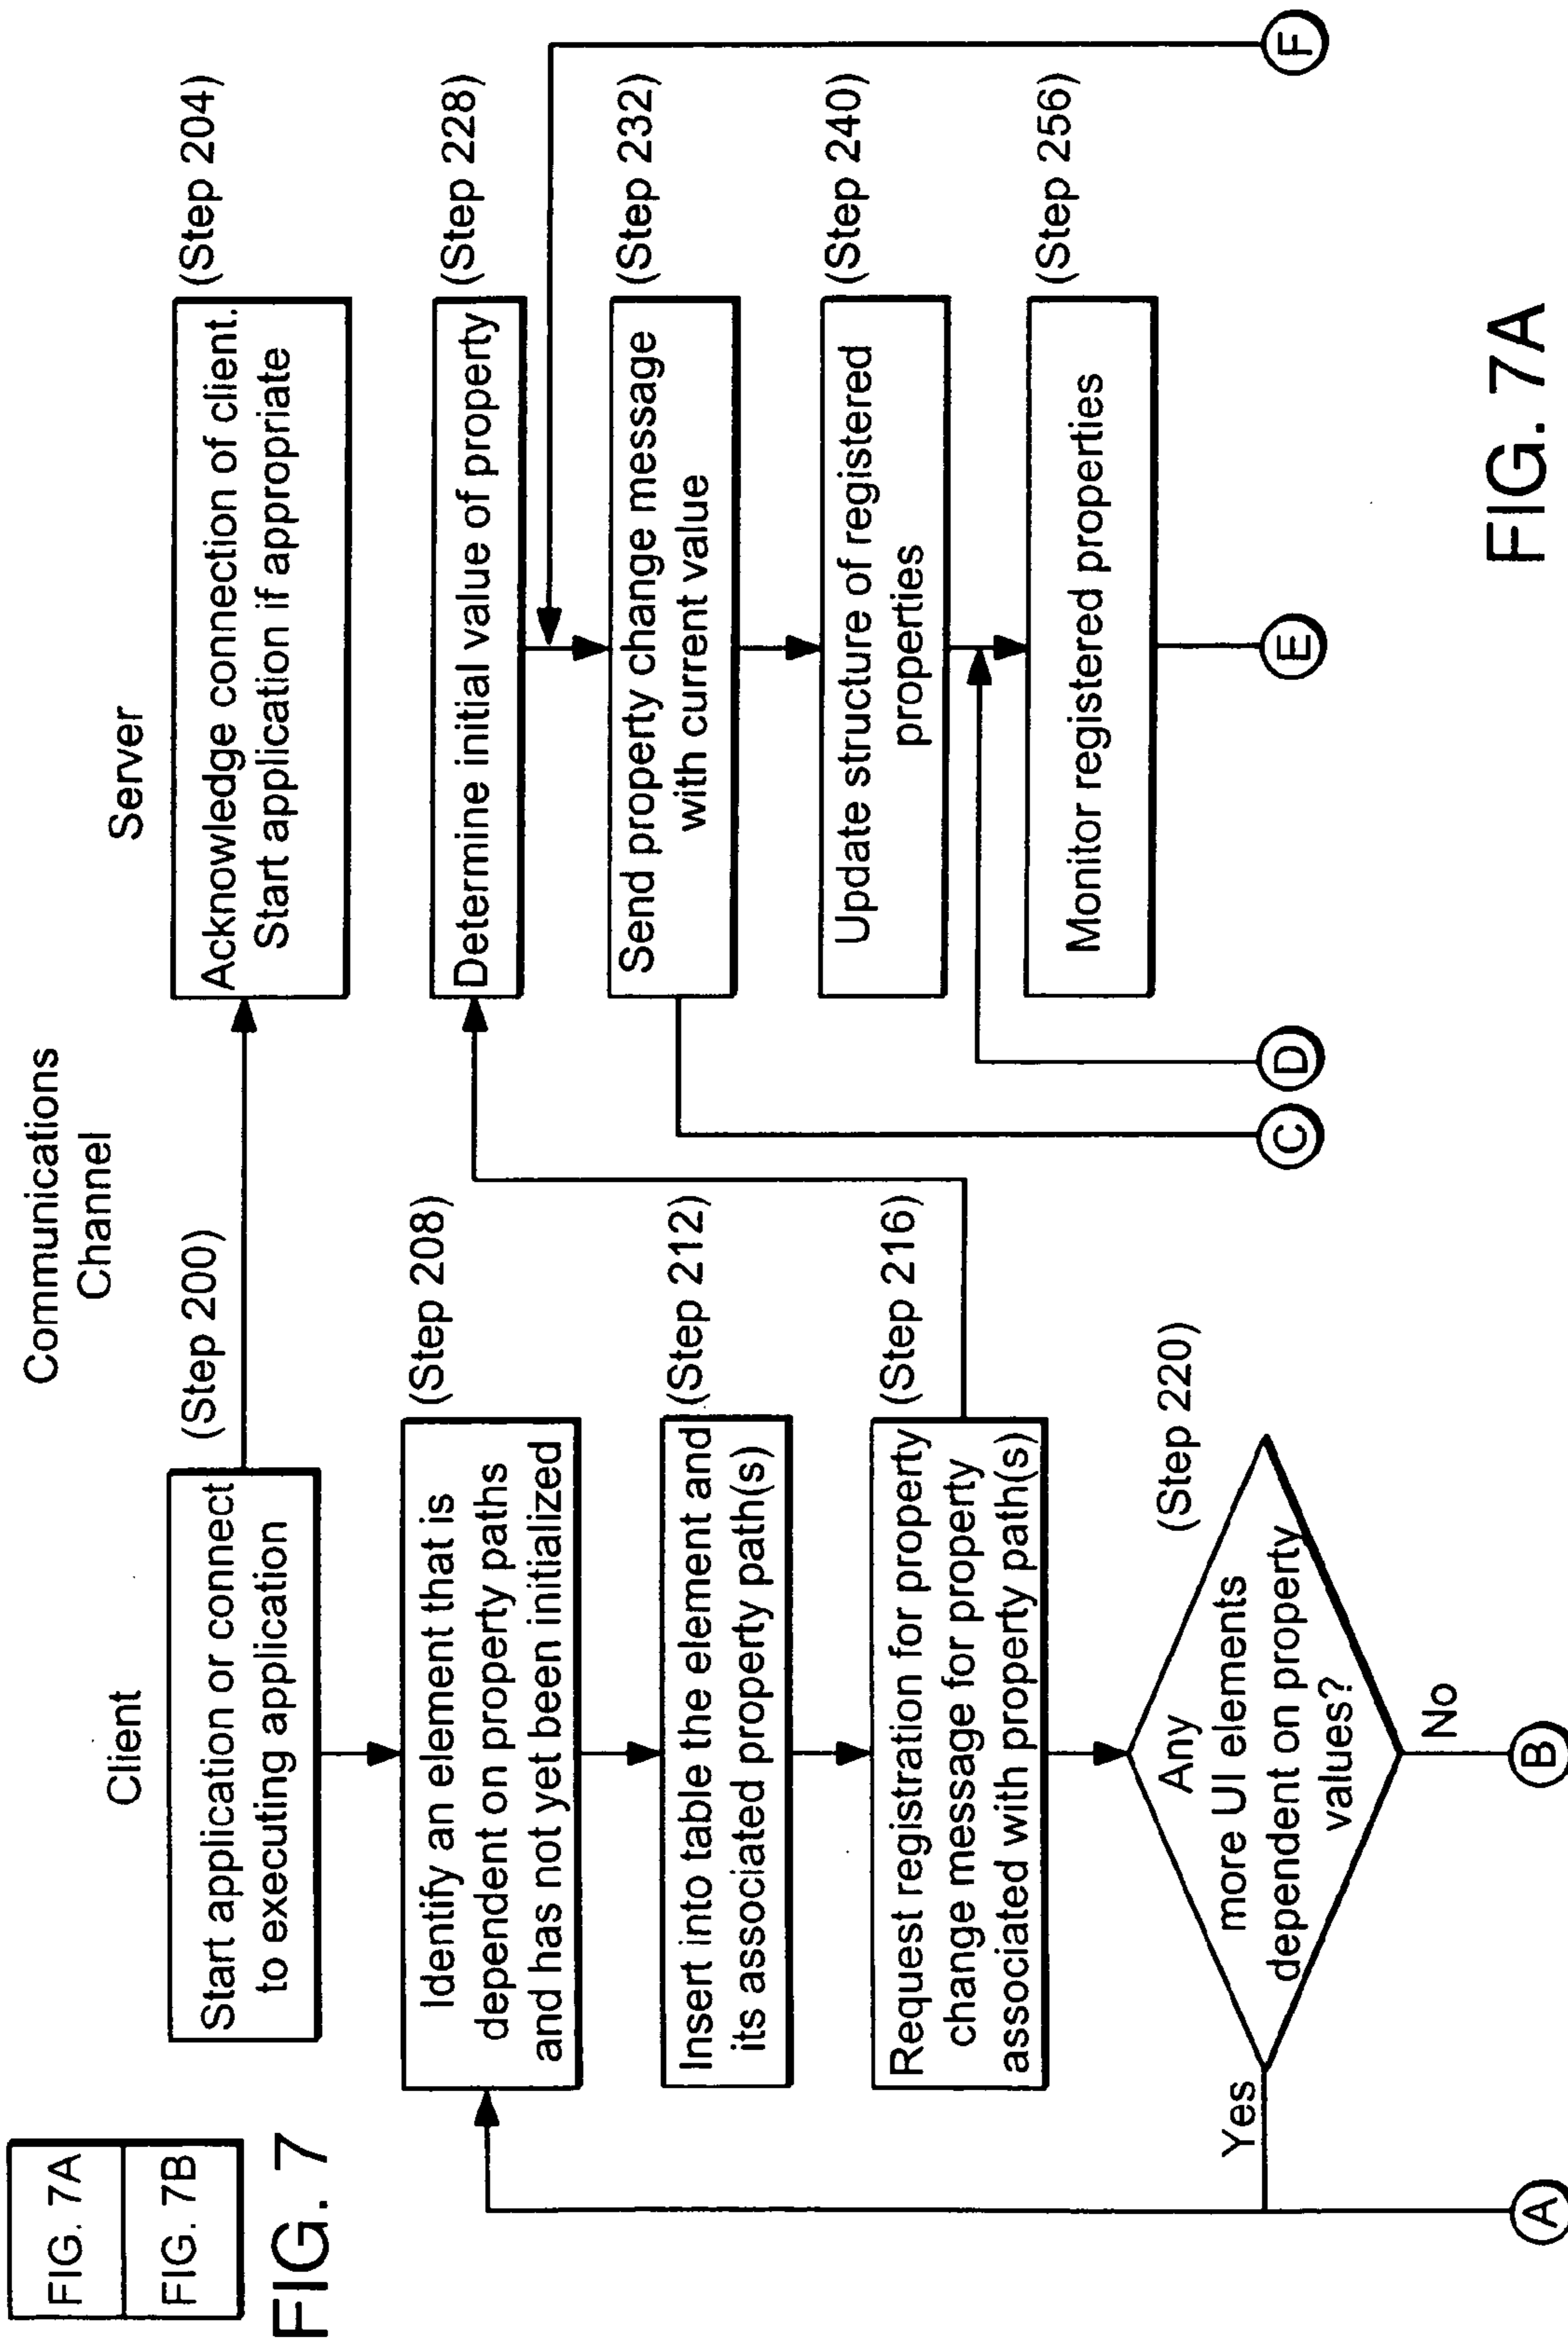 FIG. 7A
FIG. 7B
FIG. 7
Communications
Channel
Client
Server
Start application or connect
to executing application
(Step 200)
Acknowledge connection of client.
Start application if appropriate
(Step 204)
Identify an element that is
dependent on property paths
and has not yet been initialized
(Step 208)
Determine initial value of property
(Step 228)
Insert into table the element and
its associated property path(s)
(Step 212)
Send property change message
with current value
(Step 232)
Request registration for property
change message for property
associated with property path(s)
(Step 216)
Update structure of registered
properties
(Step 240)
Any
more UI elements
dependent on property
values?
(Step 220)
Yes
No
Monitor registered properties
(Step 256)
A
B
C
D
E
F
FIG. 7A